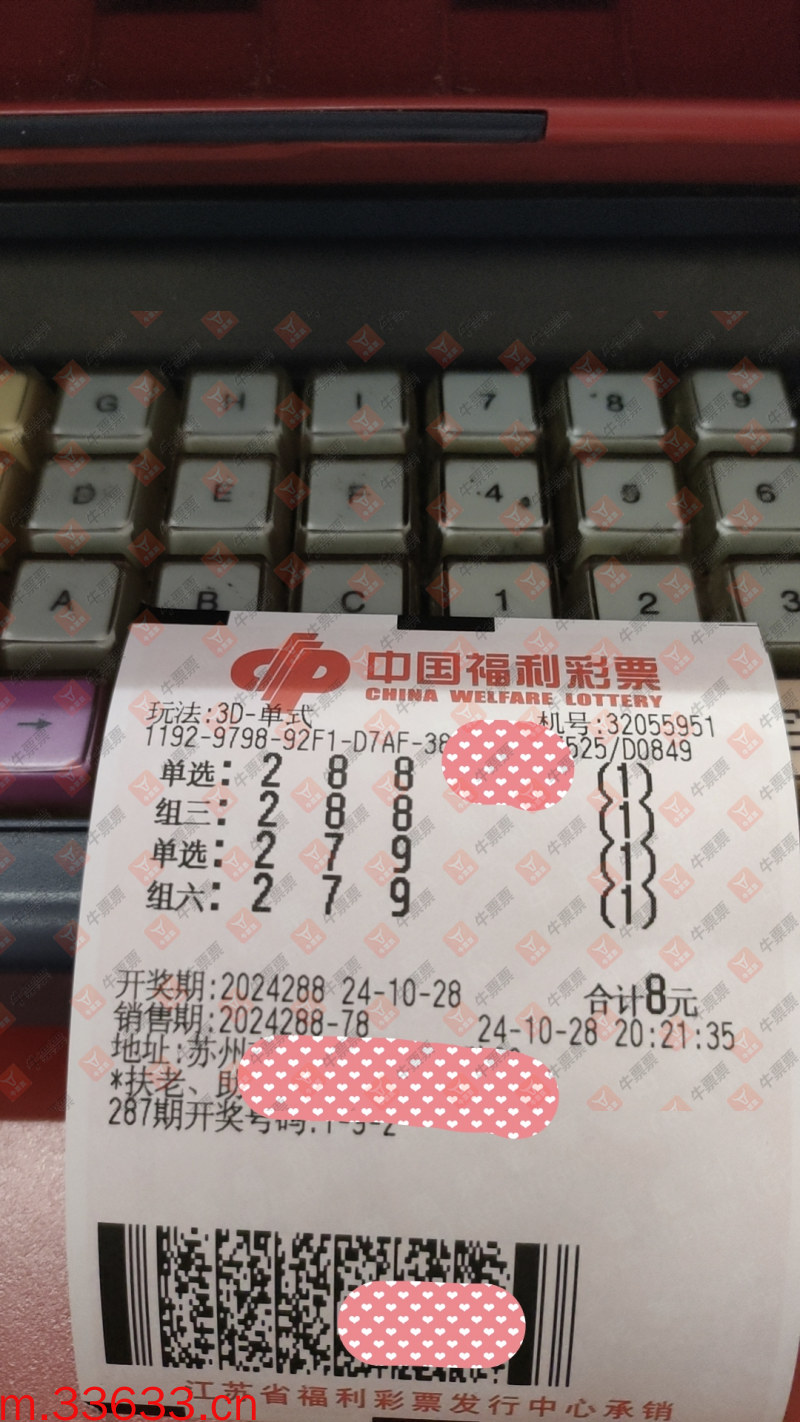 G H I 7 8 9
D E F 4 5 6
A B C 1 2 3
→
中国福利彩票
CHINA WELFARE LOTTERY
玩法:3D-单式 机号:32055951
1192-9798-92F1-D7AF-38 525/D0849
单选: 2 8 8 (1)
组三: 2 8 8 (1)
单选: 2 7 9 (1)
组六: 2 7 9 (1)
开奖期:2024288 24-10-28 合计8元
销售期:2024288-78 24-10-28 20:21:35
地址:苏州
*扶老、助
287期开奖号码:1-3-2
江苏省福利彩票发行中心承销
m.33633.cn
牛票票